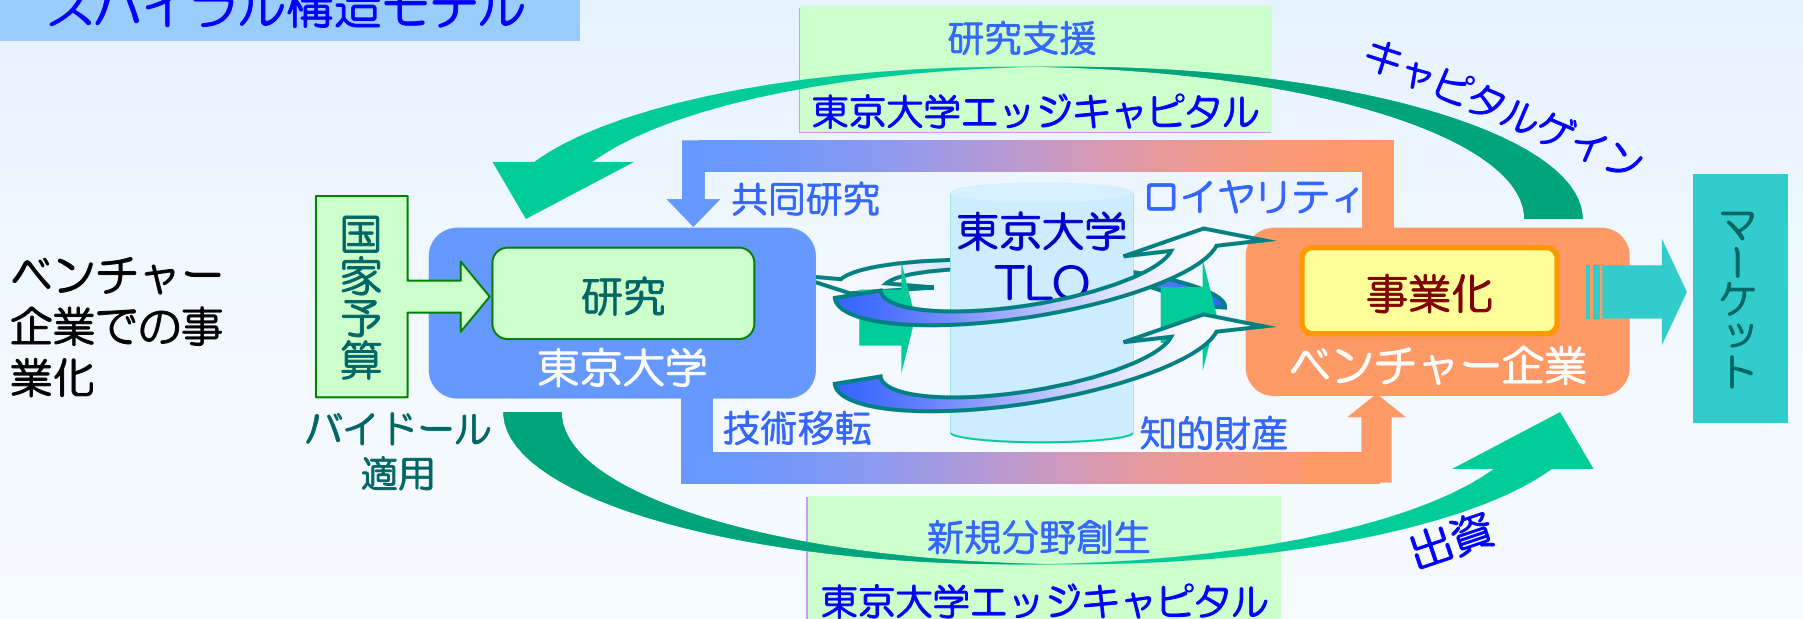 スパイラル構造モデル
研究支援
東京大学エッジキャピタル
キャピタルゲイン
共同研究
ロイヤリティ
国家予算
研究
東京大学
東京大学
TLO
事業化
ベンチャー企業
マーケット
ベンチャー
企業での事
業化
バイドール
適用
技術移転
知的財産
新規分野創生
東京大学エッジキャピタル
出資